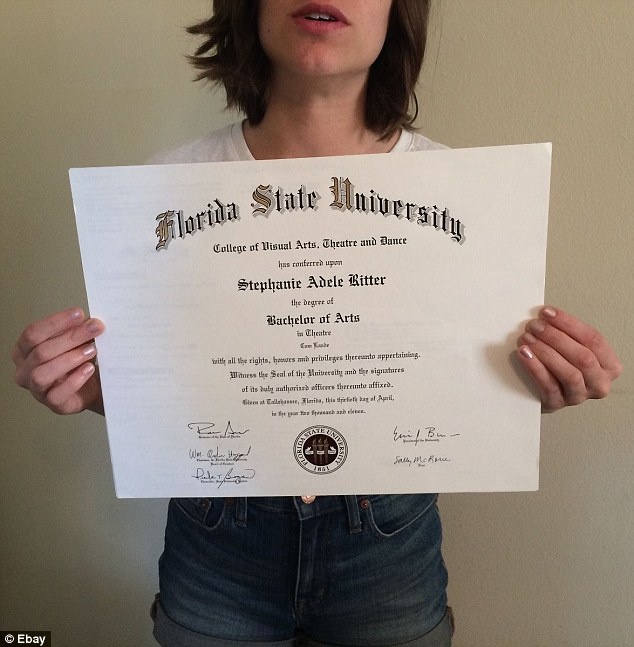 Florida State University
College of Visual Arts, Theatre and Dance
has conferred upon
Stephanie Adele Ritter
the degree of
Bachelor of Arts
in Theatre
Cum Laude
with all the rights, honors and privileges thereunto appertaining.
Witness the Seal of the University and the signatures
of its duly authorized officers thereunto affixed.
Given at Tallahassee, Florida, this thirtieth day of April,
in the year two thousand and eleven.
FLORIDA STATE UNIVERSITY
1851
Sally McRorie
© Ebay